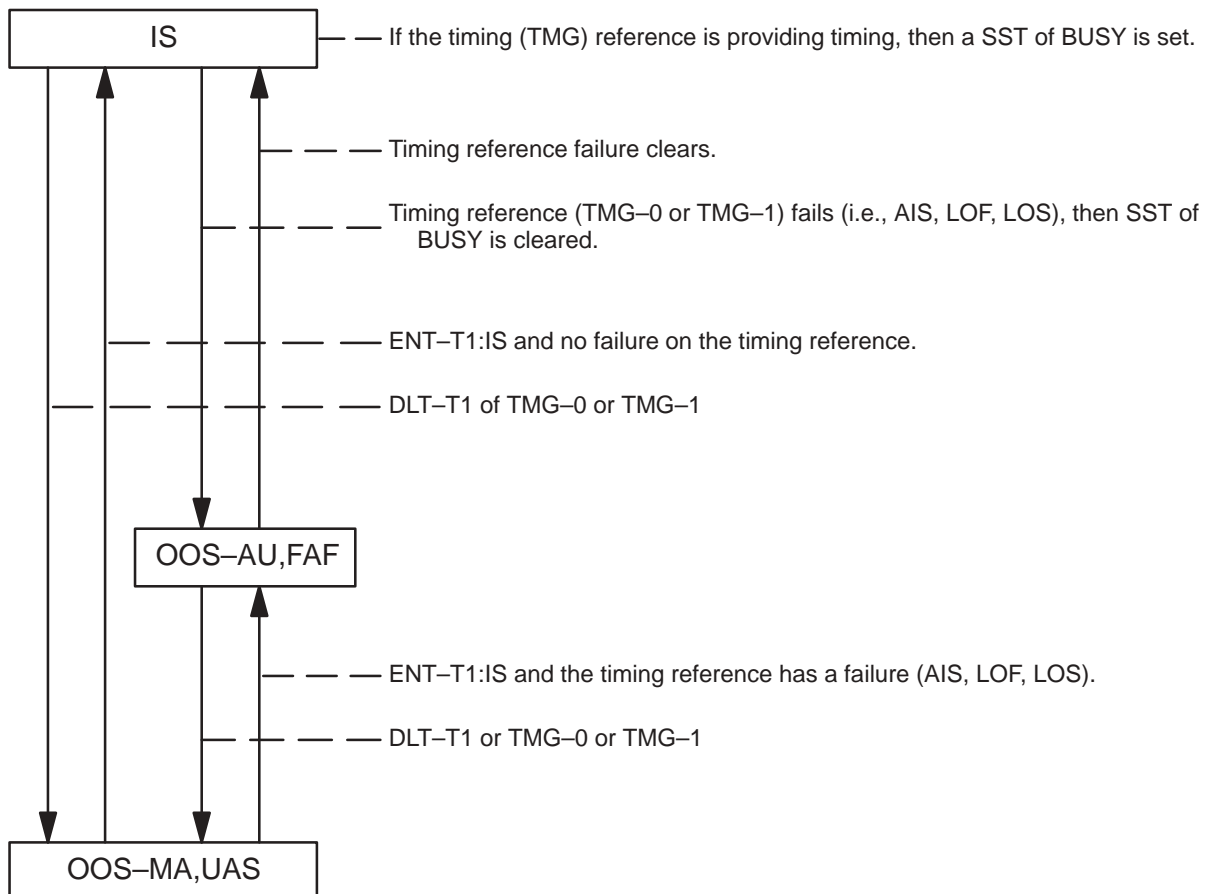 IS
If the timing (TMG) reference is providing timing, then a SST of BUSY is set.
Timing reference failure clears.
Timing reference (TMG–0 or TMG–1) fails (i.e., AIS, LOF, LOS), then SST of
BUSY is cleared.
ENT–T1:IS and no failure on the timing reference.
DLT–T1 of TMG–0 or TMG–1
OOS–AU,FAF
ENT–T1:IS and the timing reference has a failure (AIS, LOF, LOS).
DLT–T1 or TMG–0 or TMG–1
OOS–MA,UAS